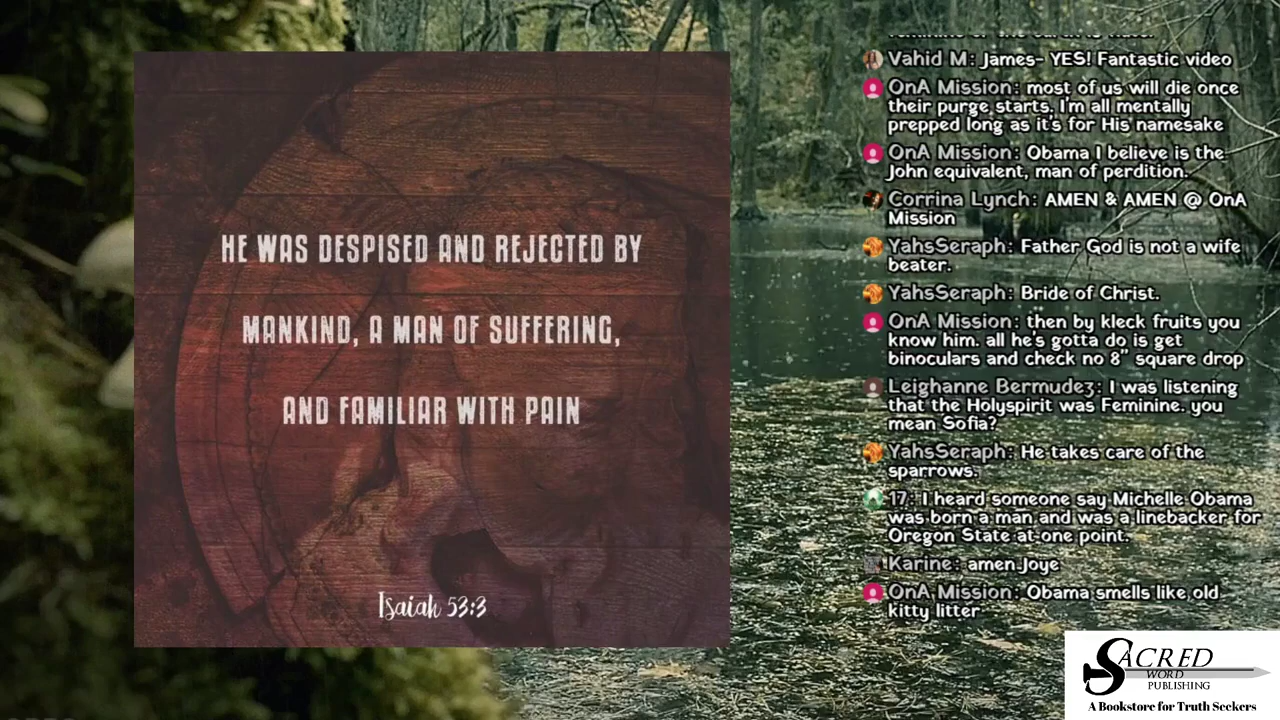 HE WAS DESPISED AND REJECTED BY
MANKIND, A MAN OF SUFFERING,
AND FAMILIAR WITH PAIN
Isaiah 53:3
Vahid M: James- YES! Fantastic video
OnA Mission: most of us will die once
their purge starts. I'm all mentally
prepped long as it's for His namesake
OnA Mission: Obama I believe is the
John equivalent, man of perdition.
Corrina Lynch: AMEN & AMEN @ OnA
Mission
YahsSeraph: Father God is not a wife
beater.
YahsSeraph: Bride of Christ.
OnA Mission: then by kleck fruits you
know him. all he's gotta do is get
binoculars and check no 8" square drop
Leighanne Bermudez: I was listening
that the Holyspirit was Feminine. you
mean Sofia?
YahsSeraph: He takes care of the
sparrows.
17: I heard someone say Michelle Obama
was born a man and was a linebacker for
Oregon State at one point.
Karine: amen Joye
OnA Mission: Obama smells like old
kitty litter
SACRED
WORD
PUBLISHING
A Bookstore for Truth Seekers